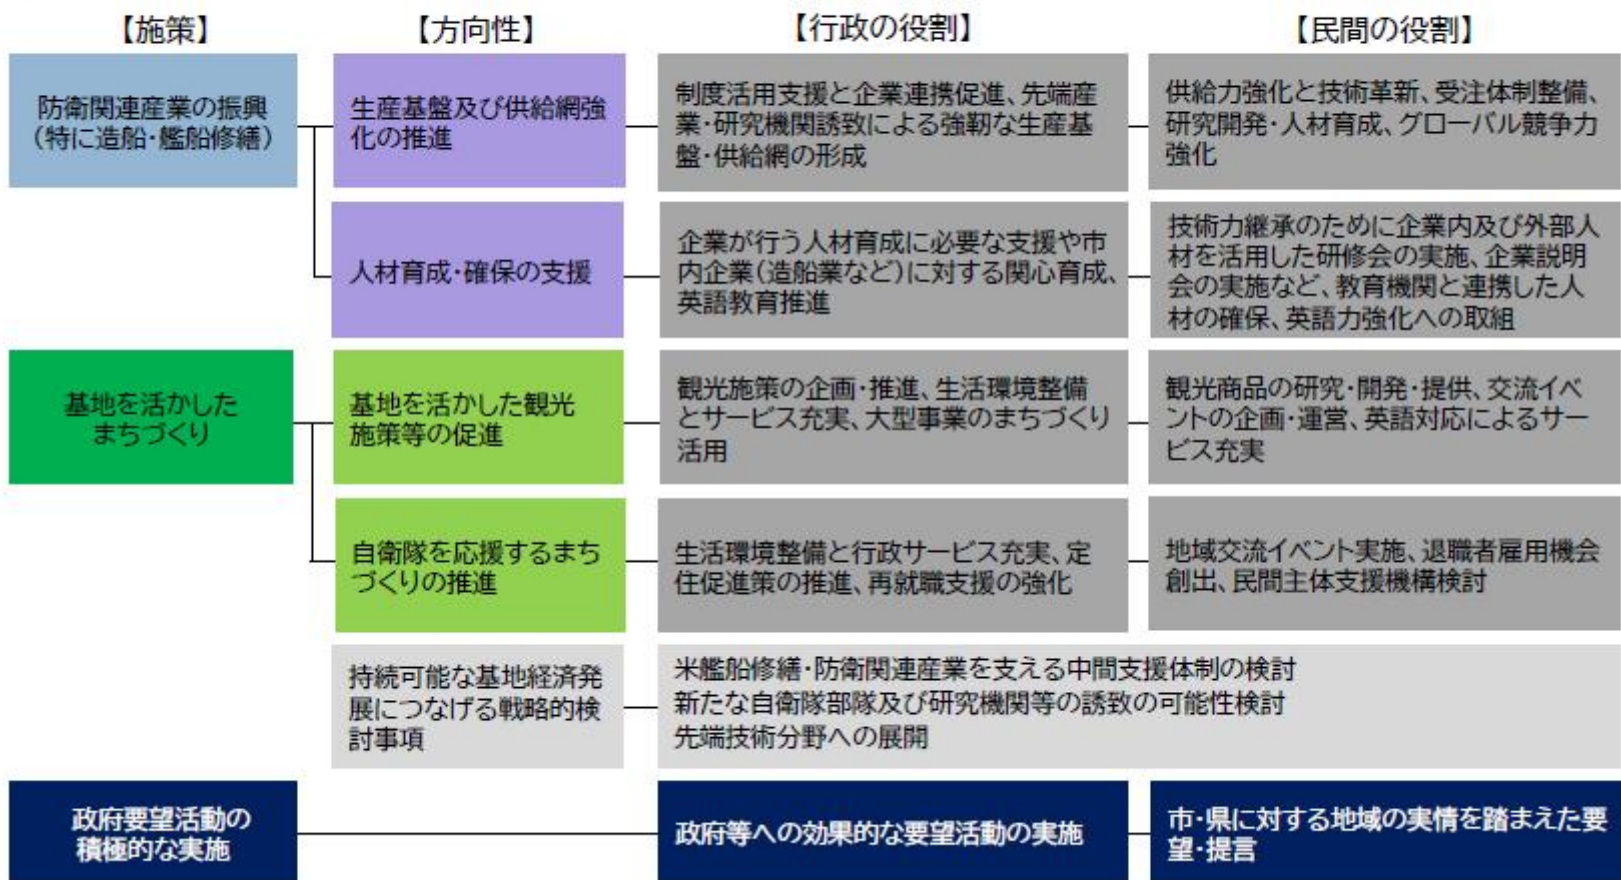 【施策】
【方向性】
【行政の役割】
【民間の役割】
防衛関連産業の振興
(特に造船・艦船修繕)
生産基盤及び供給網強
化の推進
制度活用支援と企業連携促進、先端産
業・研究機関誘致による強靭な生産基
盤・供給網の形成
供給力強化と技術革新、受注体制整備、
研究開発・人材育成、グローバル競争力
強化
人材育成・確保の支援
企業が行う人材育成に必要な支援や市
内企業(造船業など)に対する関心育成、
英語教育推進
技術力継承のために企業内及び外部人
材を活用した研修会の実施、企業説明
会の実施など、教育機関と連携した人
材の確保、英語力強化への取組
基地を活かした
まちづくり
基地を活かした観光
施策等の促進
観光施策の企画・推進、生活環境整備
とサービス充実、大型事業のまちづくり
活用
観光商品の研究・開発・提供、交流イベ
ントの企画・運営、英語対応によるサー
ビス充実
自衛隊を応援するまち
づくりの推進
生活環境整備と行政サービス充実、定
住促進策の推進、再就職支援の強化
地域交流イベント実施、退職者雇用機会
創出、民間主体支援機構検討
持続可能な基地経済発
展につなげる戦略的検
討事項
米艦船修繕・防衛関連産業を支える中間支援体制の検討
新たな自衛隊部隊及び研究機関等の誘致の可能性検討
先端技術分野への展開
政府要望活動の
積極的な実施
政府等への効果的な要望活動の実施
市・県に対する地域の実情を踏まえた要
望・提言